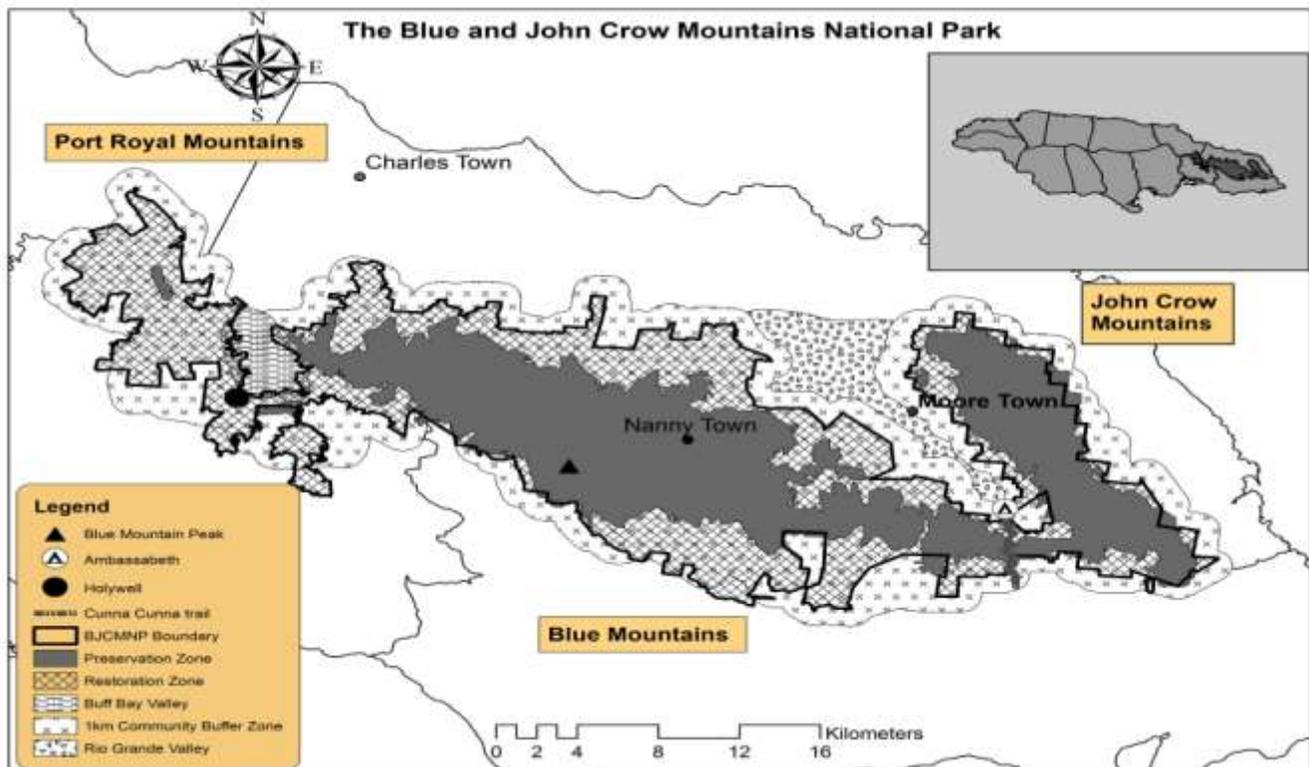 The Blue and John Crow Mountains National Park
N
W
E
S
Port Royal Mountains
Charles Town
John Crow
Mountains
Moore Town
Nanny Town
Blue Mountains
Legend
Blue Mountain Peak
Ambassabeth
Holywell
Cunna Cunna trail
BJCMNP Boundary
Preservation Zone
Restoration Zone
Buff Bay Valley
1km Community Buffer Zone
Rio Grande Valley
Kilometers
0 2 4 8 12 16